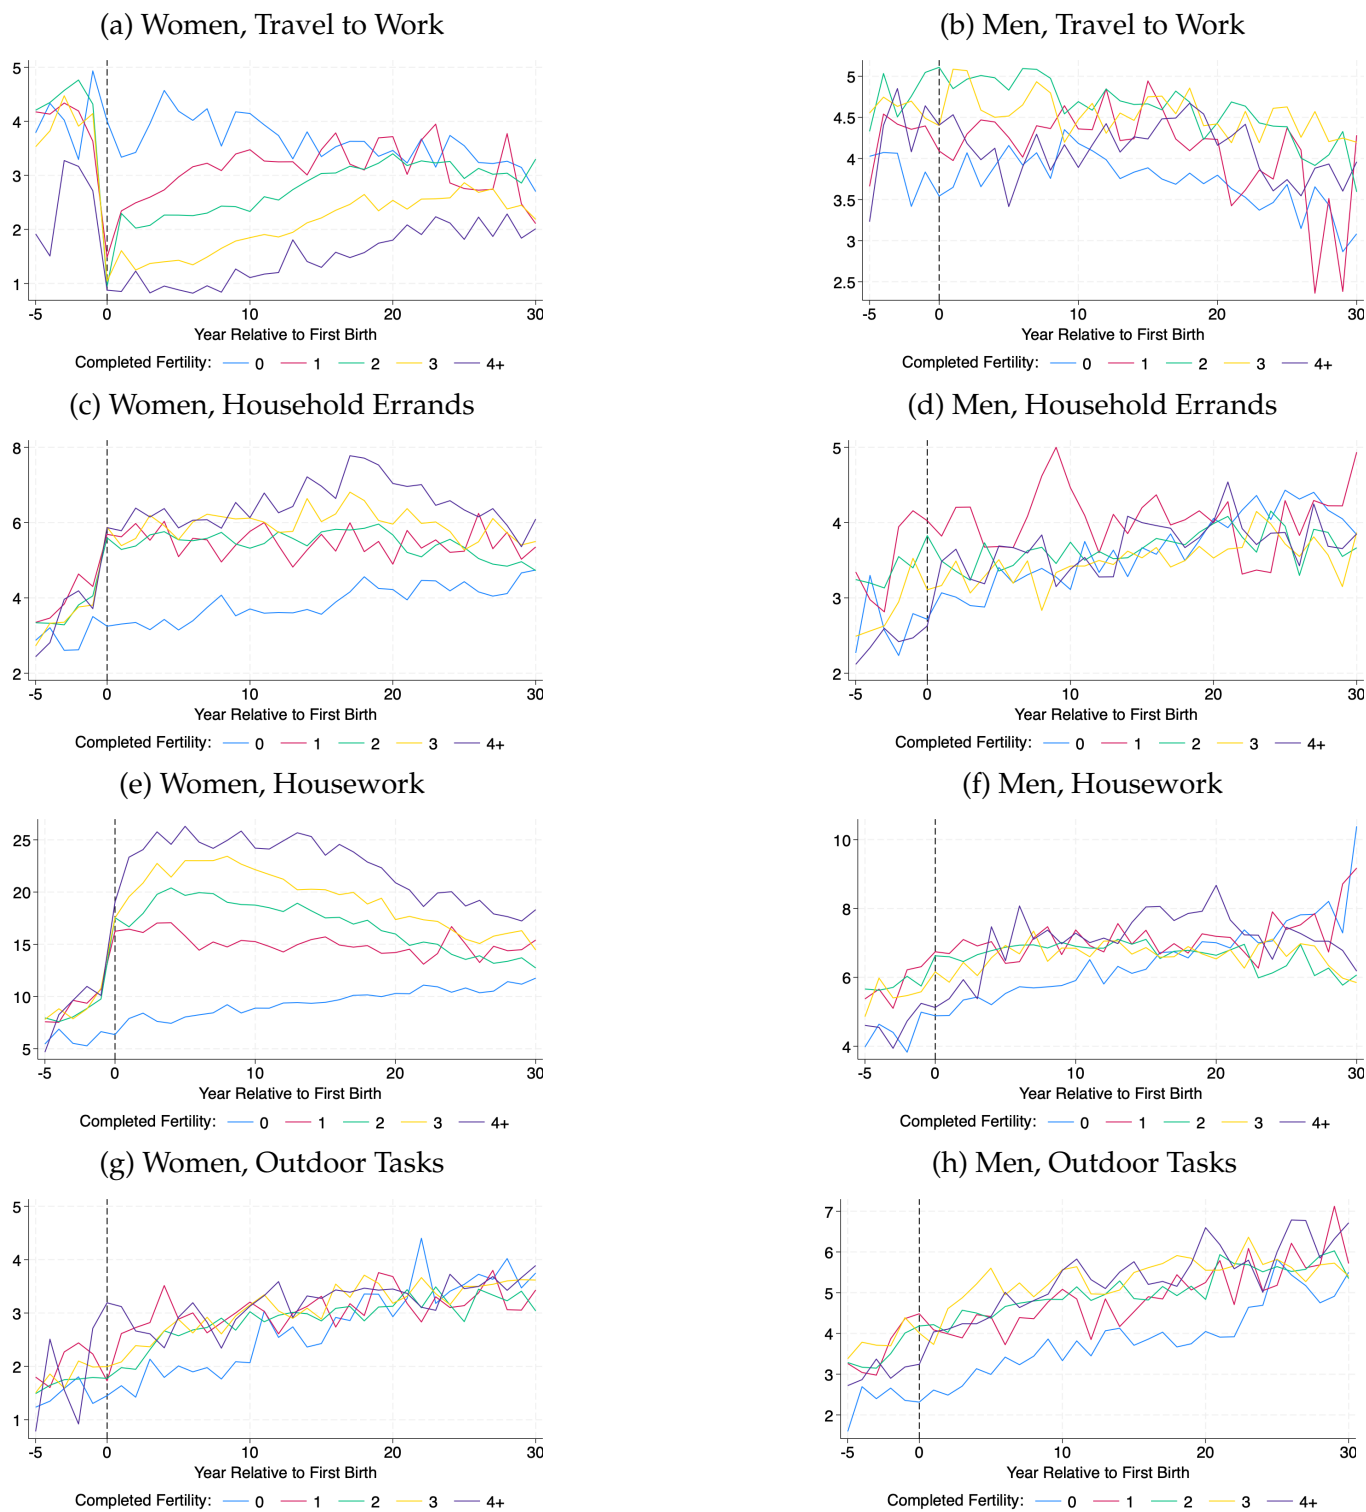 (a) Women, Travel to Work
5
4
3
2
1
-5 0 10 20 30
Year Relative to First Birth
Completed Fertility: 0 1 2 3 4+
(b) Men, Travel to Work
5
4.5
4
3.5
3
2.5
-5 0 10 20 30
Year Relative to First Birth
Completed Fertility: 0 1 2 3 4+
(c) Women, Household Errands
8
6
4
2
-5 0 10 20 30
Year Relative to First Birth
Completed Fertility: 0 1 2 3 4+
(d) Men, Household Errands
5
4
3
2
-5 0 10 20 30
Year Relative to First Birth
Completed Fertility: 0 1 2 3 4+
(e) Women, Housework
25
20
15
10
5
-5 0 10 20 30
Year Relative to First Birth
Completed Fertility: 0 1 2 3 4+
(f) Men, Housework
10
8
6
4
-5 0 10 20 30
Year Relative to First Birth
Completed Fertility: 0 1 2 3 4+
(g) Women, Outdoor Tasks
5
4
3
2
1
-5 0 10 20 30
Year Relative to First Birth
Completed Fertility: 0 1 2 3 4+
(h) Men, Outdoor Tasks
7
6
5
4
3
2
-5 0 10 20 30
Year Relative to First Birth
Completed Fertility: 0 1 2 3 4+